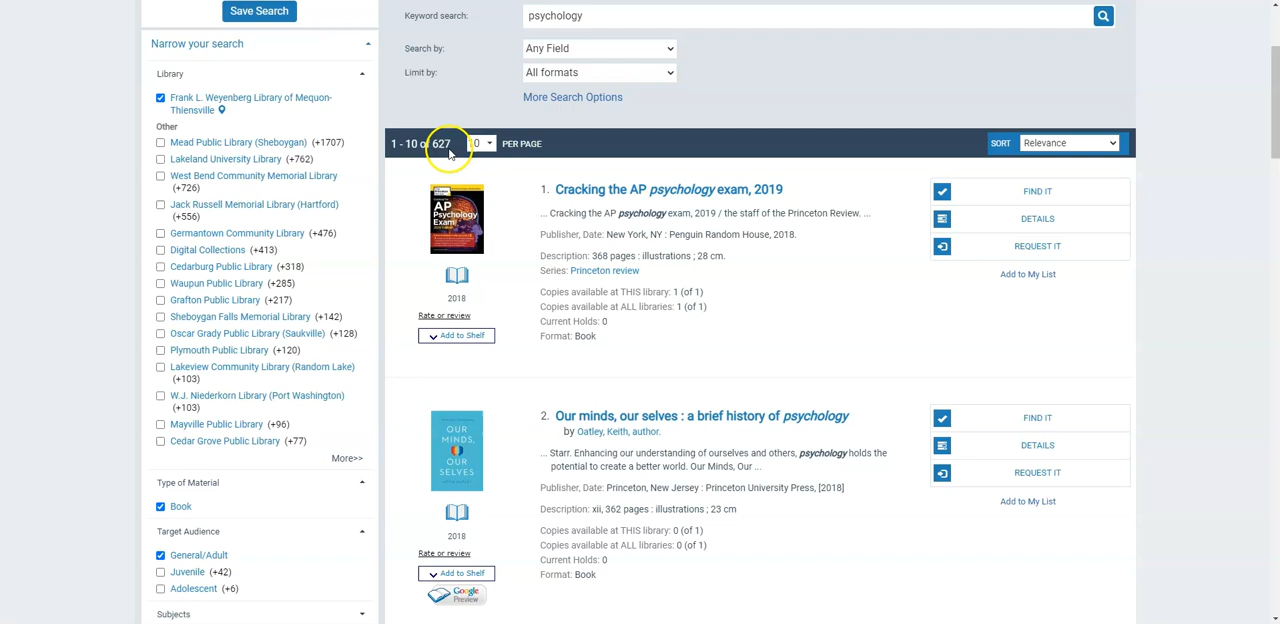 Save Search
Narrow your search
Library
Frank L. Weyenberg Library of Mequon-
Thiensville
Other
Mead Public Library (Sheboygan) (+1707)
Lakeland University Library (+762)
West Bend Community Memorial Library
(+726)
Jack Russell Memorial Library (Hartford)
(+556)
Germantown Community Library (+476)
Digital Collections (+413)
Cedarburg Public Library (+318)
Waupun Public Library (+285)
Grafton Public Library (+217)
Sheboygan Falls Memorial Library (+142)
Oscar Grady Public Library (Saukville) (+128)
Plymouth Public Library (+120)
Lakeview Community Library (Random Lake)
(+103)
W.J. Niederkorn Library (Port Washington)
(+103)
Mayville Public Library (+96)
Cedar Grove Public Library (+77)
More>>
Type of Material
Book
Target Audience
General/Adult
Juvenile (+42)
Adolescent (+6)
Subjects
Keyword search: psychology
Search by: Any Field
Limit by: All formats
More Search Options
1 - 10 of 627 10 PER PAGE SORT Relevance
1. Cracking the AP psychology exam, 2019
... Cracking the AP psychology exam, 2019 / the staff of the Princeton Review. ...
Publisher, Date: New York, NY : Penguin Random House, 2018.
Description: 368 pages : illustrations ; 28 cm.
Series: Princeton review
Copies available at THIS library: 1 (of 1)
Copies available at ALL libraries: 1 (of 1)
Current Holds: 0
Format: Book
AP
Psychology
Exam
2018
Rate or review
Add to Shelf
FIND IT
DETAILS
REQUEST IT
Add to My List
2. Our minds, our selves : a brief history of psychology
by Oatley, Keith, author.
... Starr. Enhancing our understanding of ourselves and others, psychology holds the
potential to create a better world. Our Minds, Our ...
Publisher, Date: Princeton, New Jersey : Princeton University Press, [2018]
Description: xii, 362 pages : illustrations ; 23 cm
Copies available at THIS library: 0 (of 1)
Copies available at ALL libraries: 0 (of 1)
Current Holds: 0
Format: Book
OUR
MINDS,
OUR
SELVES
2018
Rate or review
Add to Shelf
Google
Preview
FIND IT
DETAILS
REQUEST IT
Add to My List